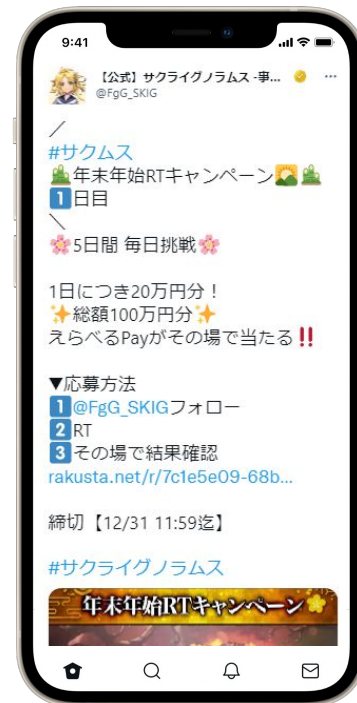 9:41
【公式】サクライグノラムス -事...
@FgG_SKIG
／
#サクムス
🎍年末年始RTキャンペーン🌅🎍
1️⃣日目
＼
🌸5日間 毎日挑戦🌸
1日につき20万円分！
✨総額100万円分✨
えらべるPayがその場で当たる‼️
▼応募方法
1️⃣@FgG_SKIGフォロー
2️⃣RT
3️⃣その場で結果確認
rakusta.net/r/7c1e5e09-68b...
締切【12/31 11:59迄】
#サクライグノラムス
年末年始RTキャンペーン